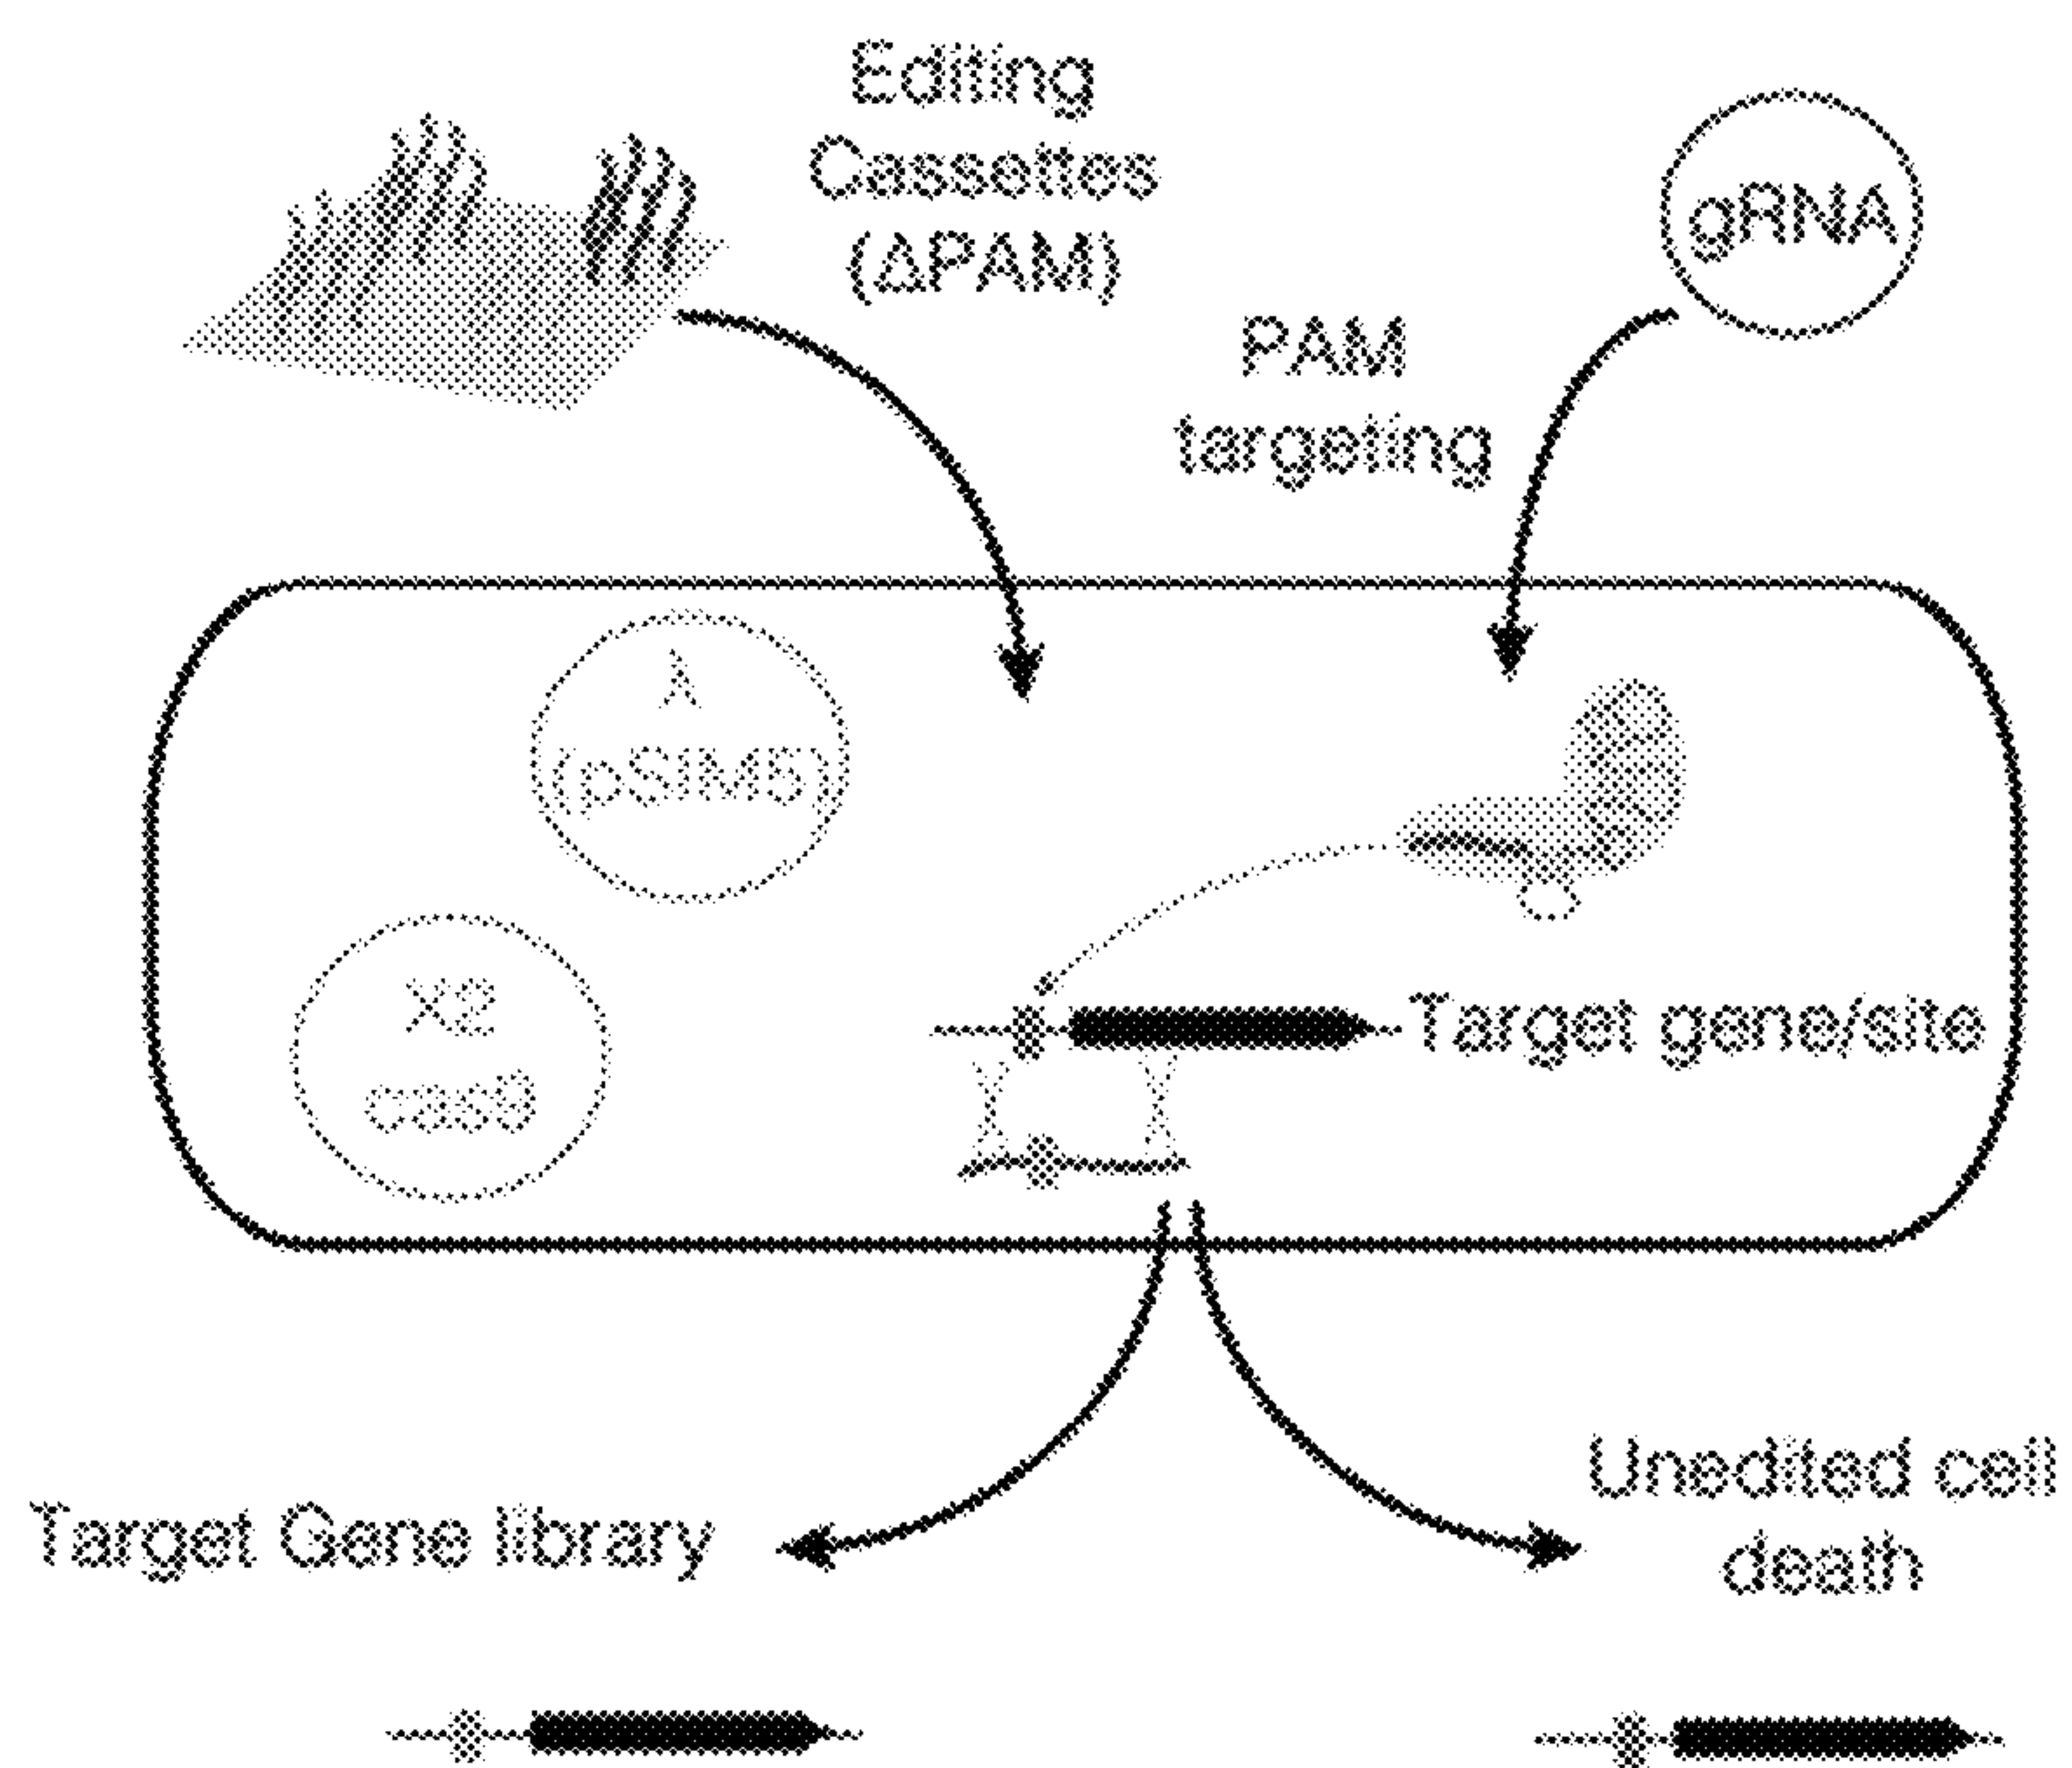 Editing
Cassettes
(ΔPAM)
gRNA
PAM
targeting
λ
(pSIM5)
X2
cas9
Target gene/site
Target Gene library
Unedited cell
death